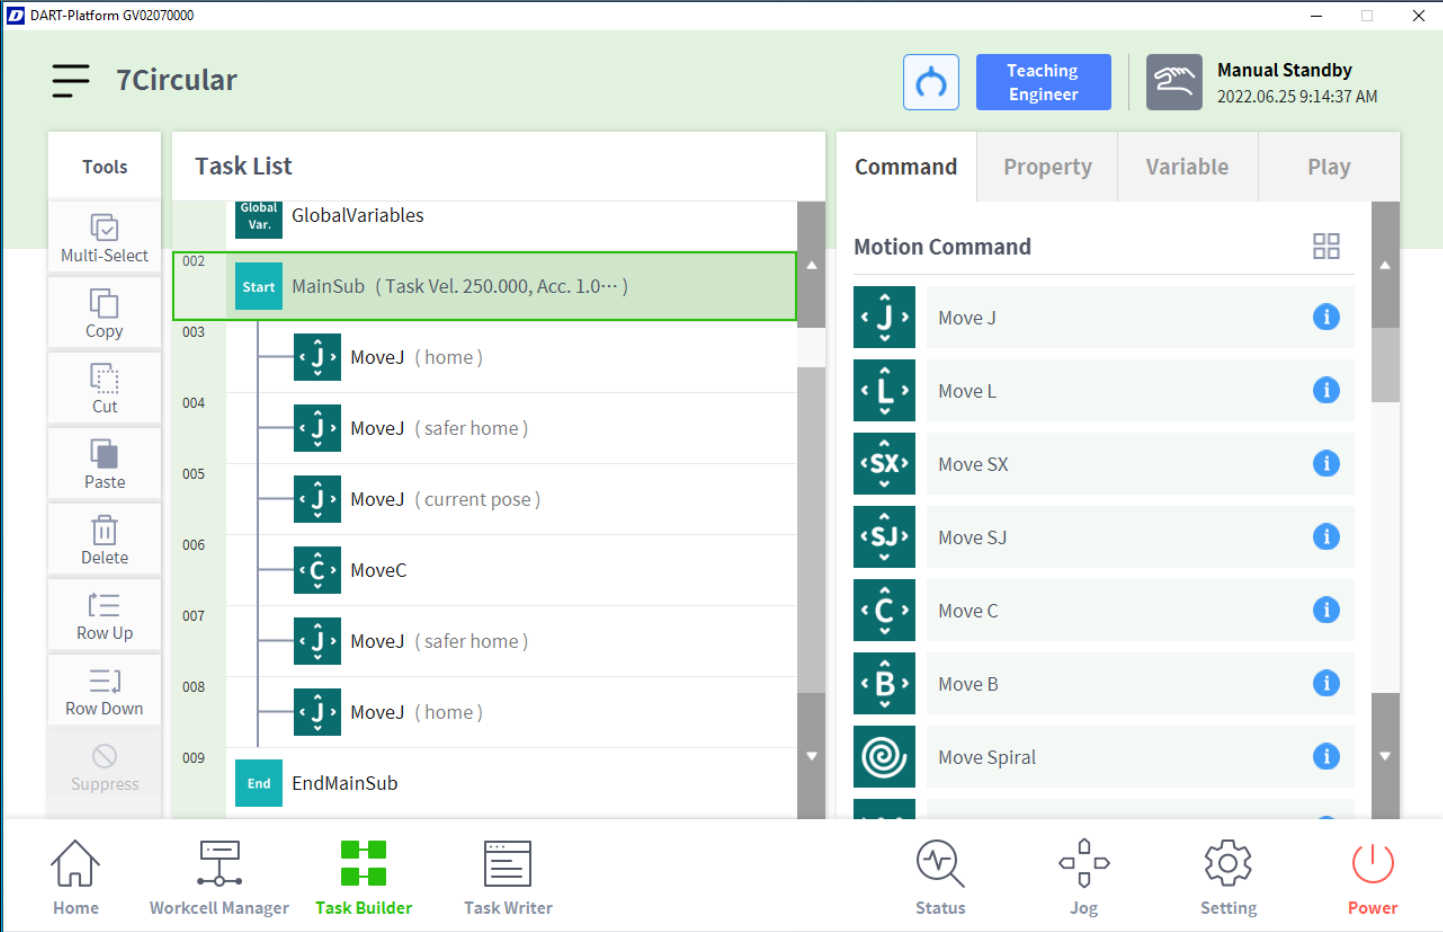 DART-Platform GV02070000
7Circular
Teaching
Engineer
Manual Standby
2022.06.25 9:14:37 AM
Tools
Multi-Select
Copy
Cut
Paste
Delete
Row Up
Row Down
Suppress
Task List
Global
Var.
GlobalVariables
002
Start
MainSub ( Task Vel. 250.000, Acc. 1.0··· )
003
J
MoveJ ( home )
004
J
MoveJ ( safer home )
005
J
MoveJ ( current pose )
006
C
MoveC
007
J
MoveJ ( safer home )
008
J
MoveJ ( home )
009
End
EndMainSub
Command
Property
Variable
Play
Motion Command
J
Move J
i
L
Move L
i
SX
Move SX
i
SJ
Move SJ
i
C
Move C
i
B
Move B
i
Move Spiral
i
Home
Workcell Manager
Task Builder
Task Writer
Status
Jog
Setting
Power